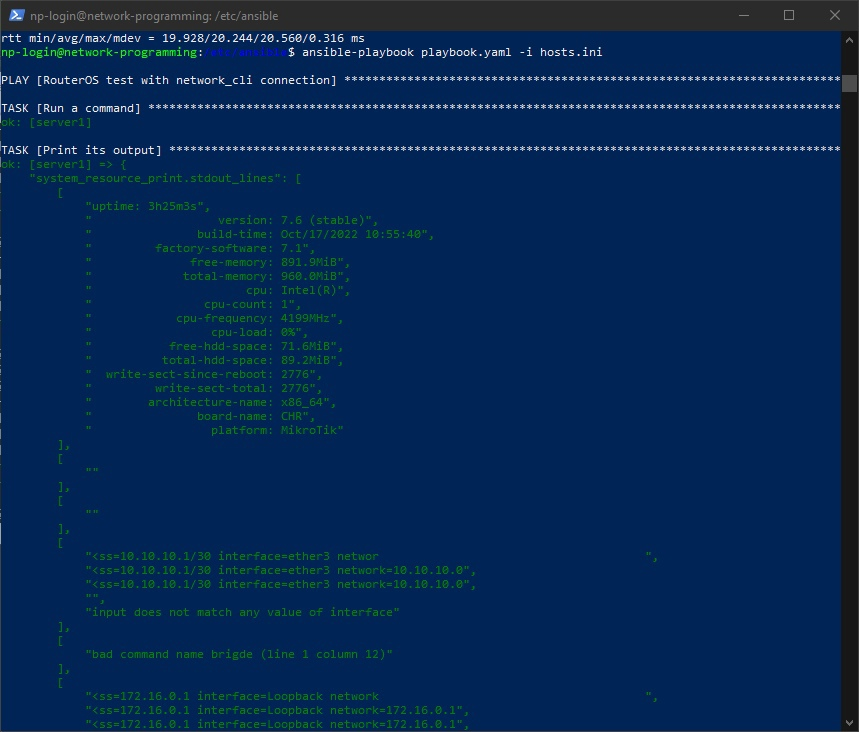 np-login@network-programming: /etc/ansible
rtt min/avg/max/mdev = 19.928/20.244/20.560/0.316 ms
np-login@network-programming:/etc/ansible$ ansible-playbook playbook.yaml -i hosts.ini
PLAY [RouterOS test with network_cli connection] ***********************************************************************
TASK [Run a command] ***************************************************************************************************
ok: [server1]
TASK [Print its output] ************************************************************************************************
ok: [server1] => {
    "system_resource_print.stdout_lines": [
        [
            "uptime: 3h25m3s",
            "                   version: 7.6 (stable)",
            "                build-time: Oct/17/2022 10:55:40",
            "          factory-software: 7.1",
            "               free-memory: 891.9MiB",
            "              total-memory: 960.0MiB",
            "                       cpu: Intel(R)",
            "                 cpu-count: 1",
            "             cpu-frequency: 4199MHz",
            "                  cpu-load: 0%",
            "            free-hdd-space: 71.6MiB",
            "           total-hdd-space: 89.2MiB",
            "   write-sect-since-reboot: 2776",
            "          write-sect-total: 2776",
            "         architecture-name: x86_64",
            "                board-name: CHR",
            "                  platform: MikroTik"
        ],
        [
            ""
        ],
        [
            ""
        ],
        [
            "<ss=10.10.10.1/30 interface=ether3 networ                                      ",
            "<ss=10.10.10.1/30 interface=ether3 network=10.10.10.0",
            "<ss=10.10.10.1/30 interface=ether3 network=10.10.10.0",
            "",
            "input does not match any value of interface"
        ],
        [
            "bad command name brigde (line 1 column 12)"
        ],
        [
            "<ss=172.16.0.1 interface=Loopback network                                      ",
            "<ss=172.16.0.1 interface=Loopback network=172.16.0.1",
            "<ss=172.16.0.1 interface=Loopback network=172.16.0.1",